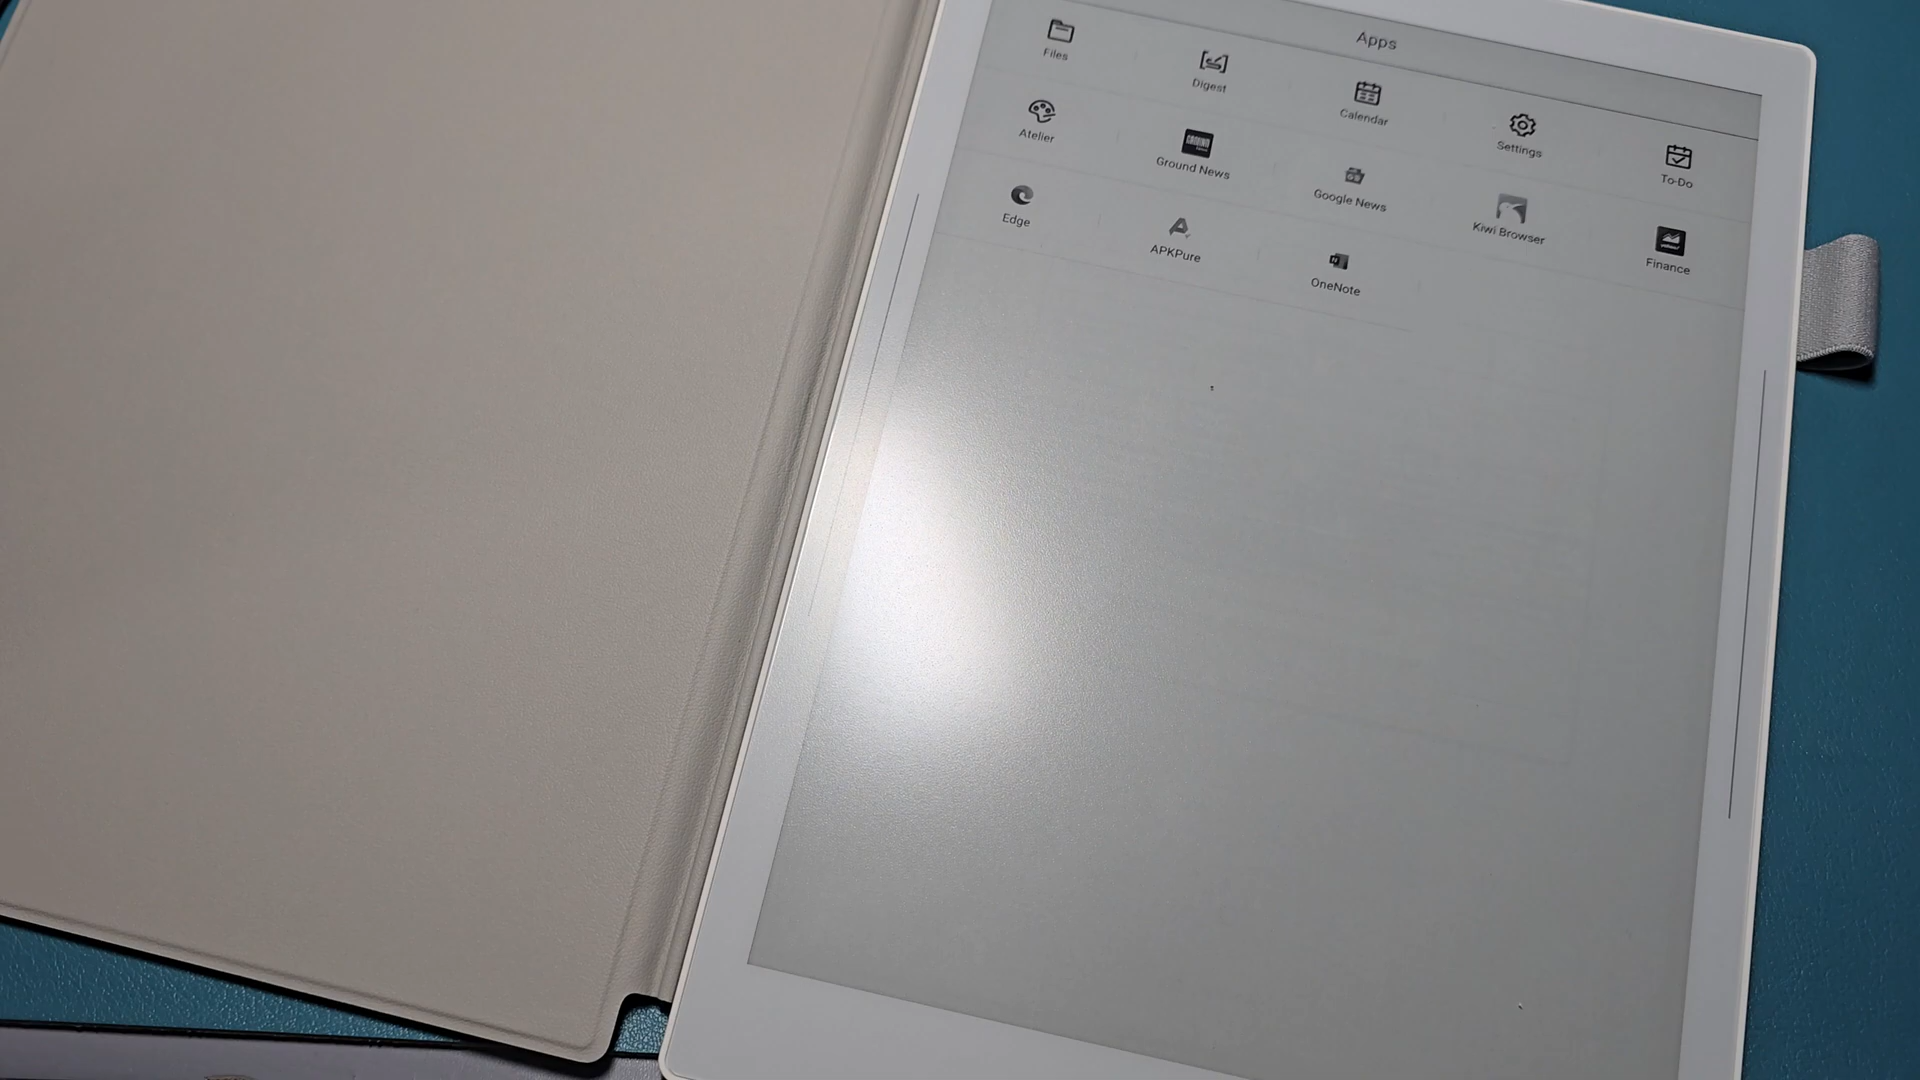 Apps
Files
Digest
Calendar
Settings
To-Do
Atelier
Ground News
Google News
Kiwi Browser
Finance
Edge
APKPure
OneNote